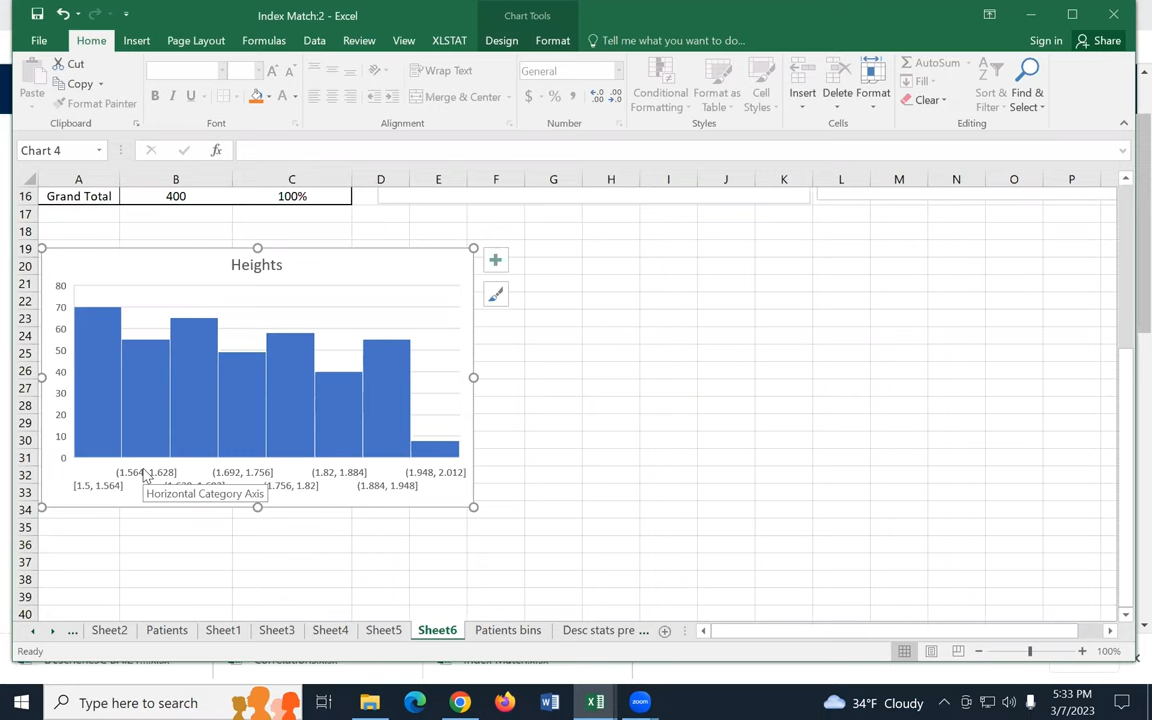 Index Match:2 - Excel
Chart Tools
File Home Insert Page Layout Formulas Data Review View XLSTAT Design Format Tell me what you want to do... Sign in Share
Paste Cut Copy Format Painter
Clipboard
B I U A A A
Font
Wrap Text
Merge & Center
Alignment
General
$ % ,
Number
Conditional Formatting Format as Table Cell Styles
Styles
Insert Delete Format
Cells
AutoSum Fill Clear Sort & Filter Find & Select
Editing
Chart 4 fx
A B C D E F G H I J K L M N O P
16 Grand Total 400 100%
17
18
19
20
21
22
23
24
25
26
27
28
29
30
31
32
33
34
35
36
37
38
39
40
Heights
80
70
60
50
40
30
20
10
0
(1.564, 1.628] (1.692, 1.756] (1.82, 1.884] (1.948, 2.012]
[1.5, 1.564] 1.756, 1.82] (1.884, 1.948]
Horizontal Category Axis
... Sheet2 Patients Sheet1 Sheet3 Sheet4 Sheet5 Sheet6 Patients bins Desc stats pre ...
Ready 100%
Type here to search
W zoom
34°F Cloudy
5:33 PM
3/7/2023